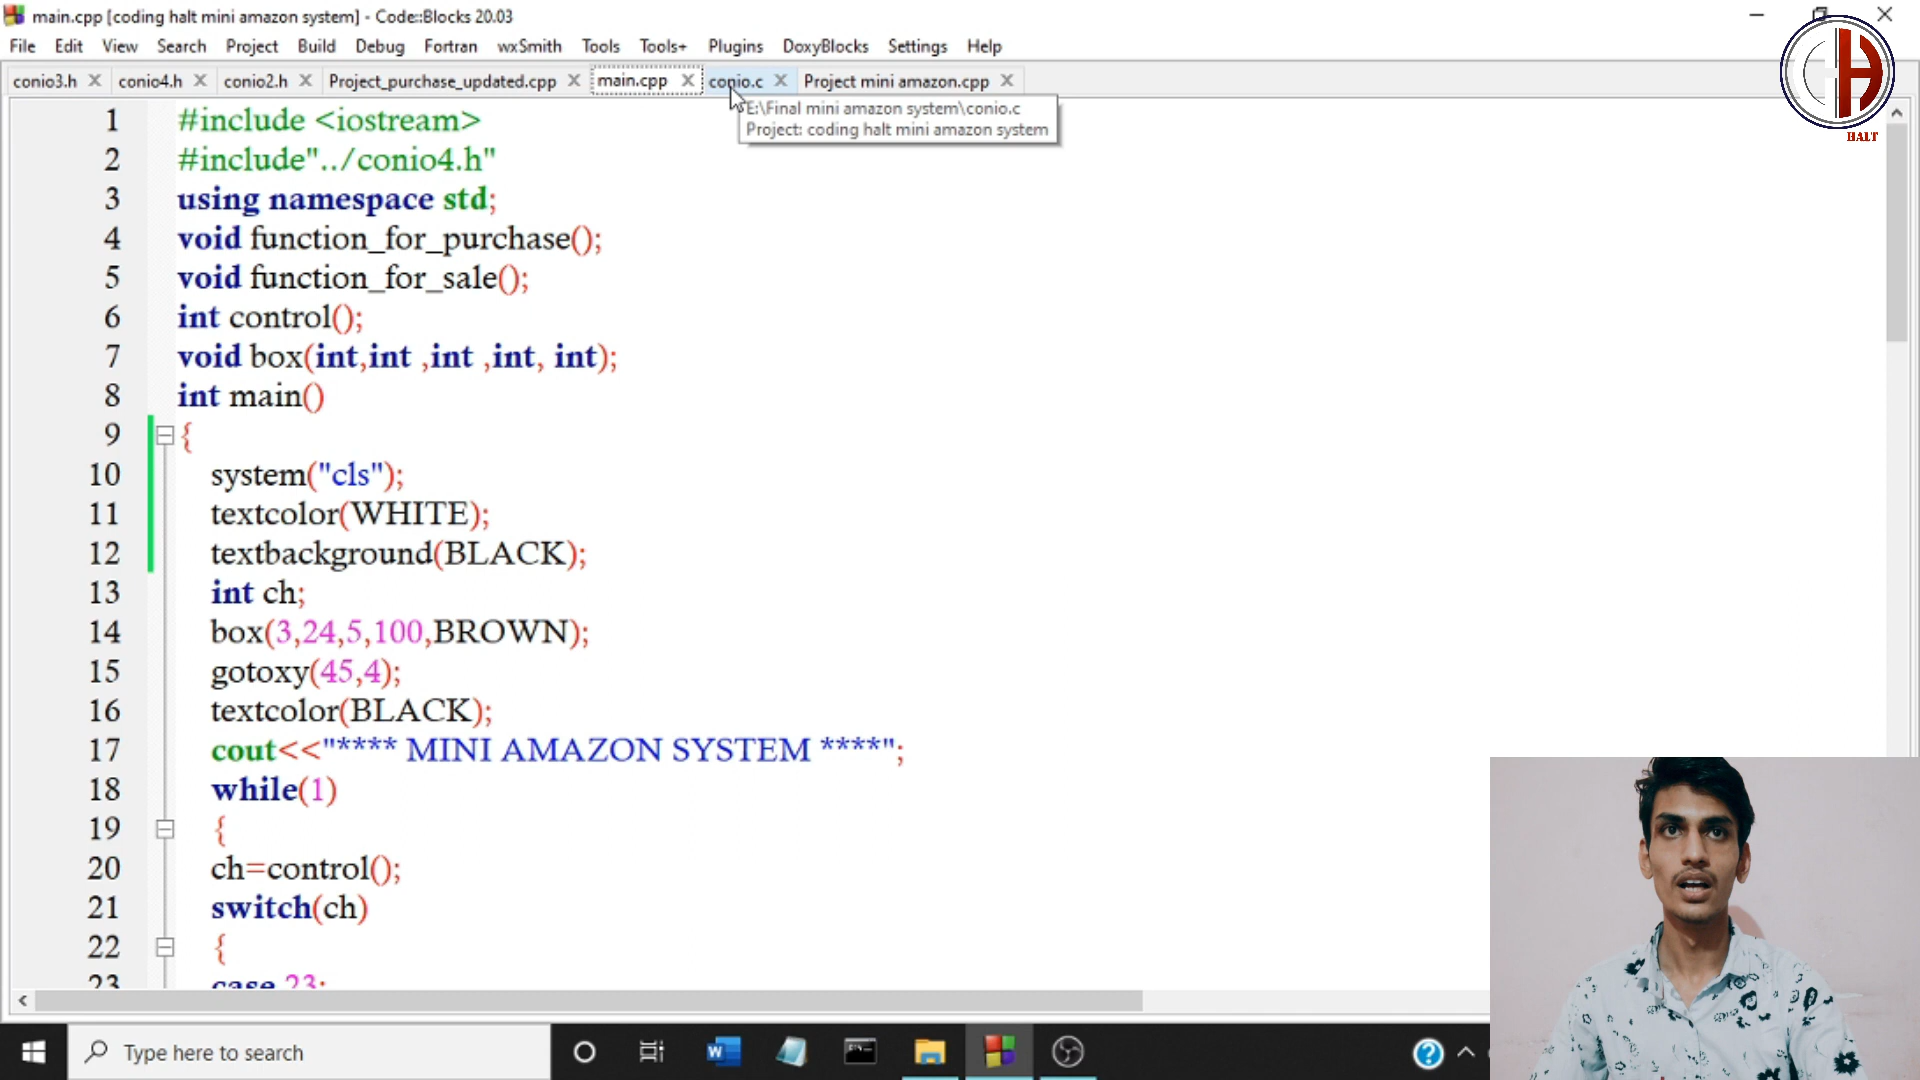 main.cpp [coding halt mini amazon system] - Code::Blocks 20.03
File Edit View Search Project Build Debug Fortran wxSmith Tools Tools+ Plugins DoxyBlocks Settings Help
conio3.h conio4.h conio2.h Project_purchase_updated.cpp main.cpp conio.c Project mini amazon.cpp
E:\Final mini amazon system\conio.c
Project: coding halt mini amazon system
HALT
1 #include <iostream>
2 #include"../conio4.h"
3 using namespace std;
4 void function_for_purchase();
5 void function_for_sale();
6 int control();
7 void box(int,int ,int ,int, int);
8 int main()
9 {
10 system("cls");
11 textcolor(WHITE);
12 textbackground(BLACK);
13 int ch;
14 box(3,24,5,100,BROWN);
15 gotoxy(45,4);
16 textcolor(BLACK);
17 cout<<"**** MINI AMAZON SYSTEM ****";
18 while(1)
19 {
20 ch=control();
21 switch(ch)
22 {
23 case 23:
Type here to search